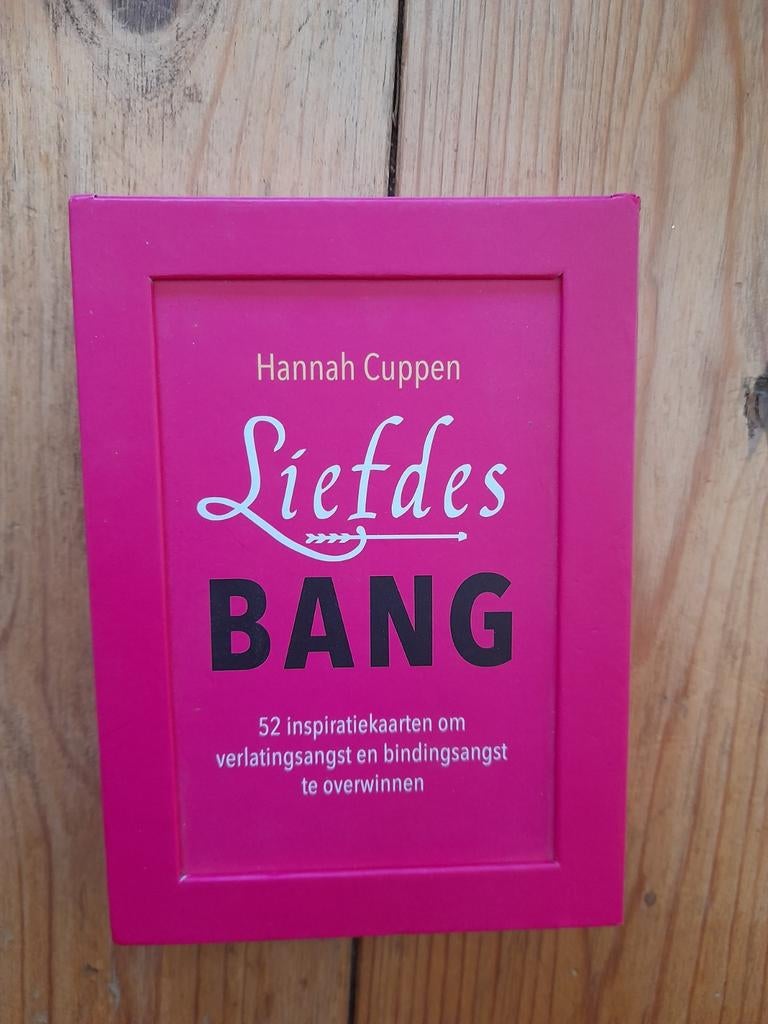 Hannah Cuppen
Liefdes
BANG
52 inspiratiekaarten om
verlatingsangst en bindingsangst
te overwinnen